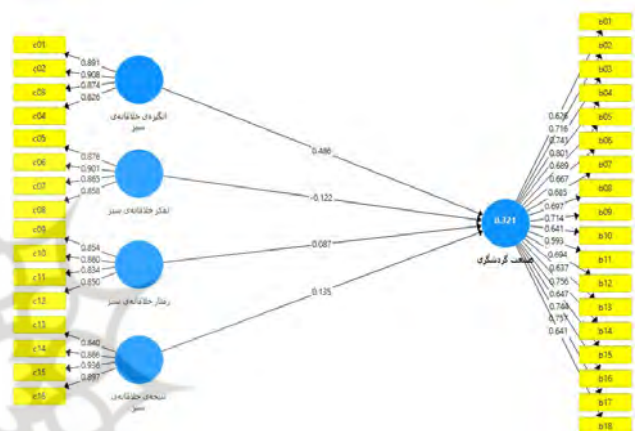 c01
c02
c03
c04
c05
c06
c07
c08
c09
c10
c11
c12
c13
c14
c15
c16
0.891
0.908
0.874
0.826
0.876
0.901
0.865
0.858
0.854
0.860
0.834
0.850
0.840
0.886
0.936
0.897
انگیزه‌ی خلاقانه‌ی
سبز
تفکر خلاقانه‌ی سبز
رفتار خلاقانه‌ی سبز
نتیجه‌ی خلاقانه‌ی
سبز
0.486
-0.122
0.087
0.135
0.321
صنعت گردشگری
0.626
0.716
0.743
0.801
0.689
0.667
0.685
0.697
0.714
0.641
0.593
0.694
0.637
0.756
0.647
0.744
0.757
0.641
b01
b02
b03
b04
b05
b06
b07
b08
b09
b10
b11
b12
b13
b14
b15
b16
b17
b18